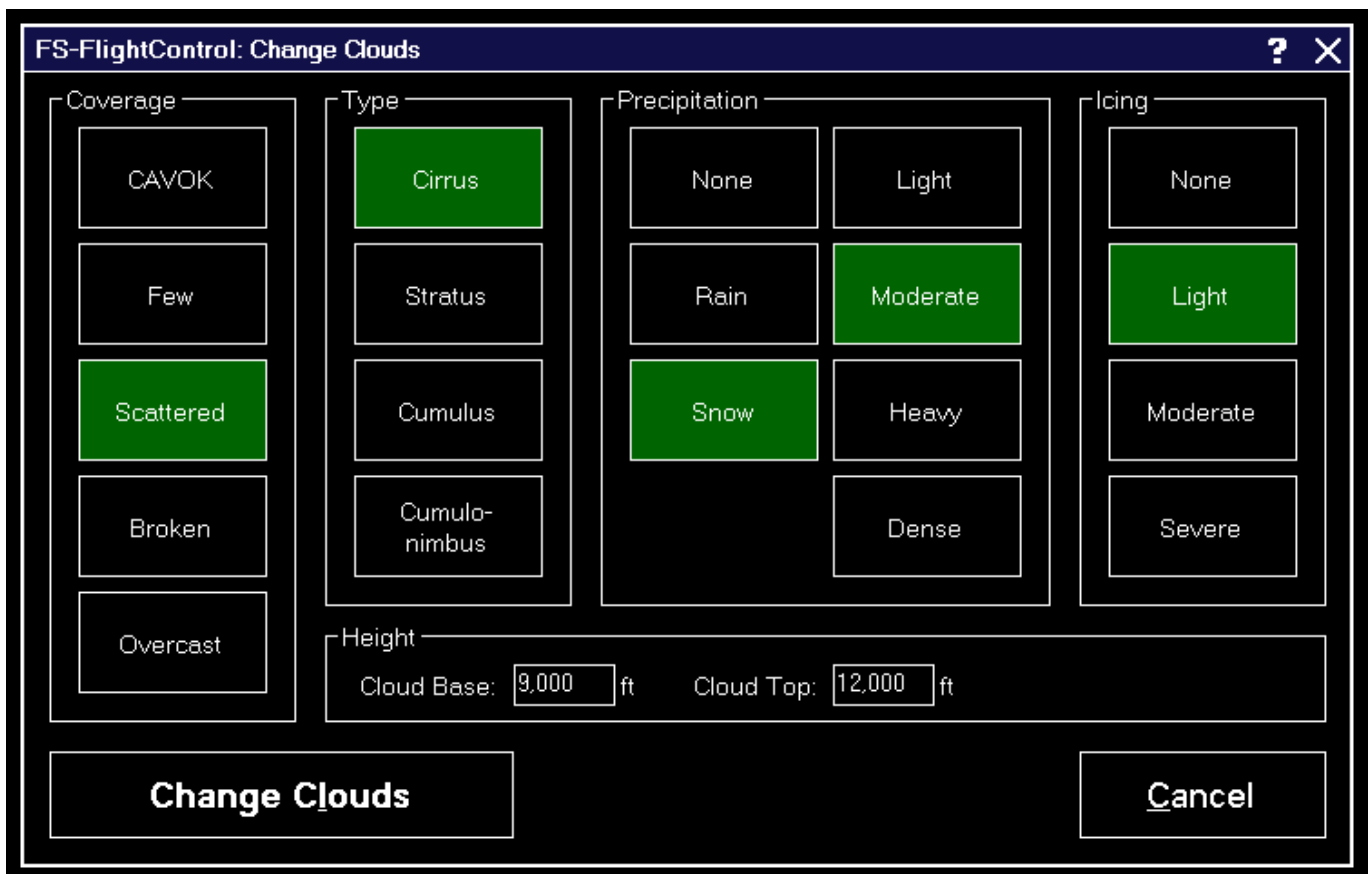 FS-FlightControl: Change Clouds ? X
Coverage
CAVOK
Few
Scattered
Broken
Overcast
Type
Cirrus
Stratus
Cumulus
Cumulo-
nimbus
Precipitation
None
Light
Rain
Moderate
Snow
Heavy
Dense
Icing
None
Light
Moderate
Severe
Height
Cloud Base: 9,000 ft Cloud Top: 12,000 ft
Change Clouds
Cancel